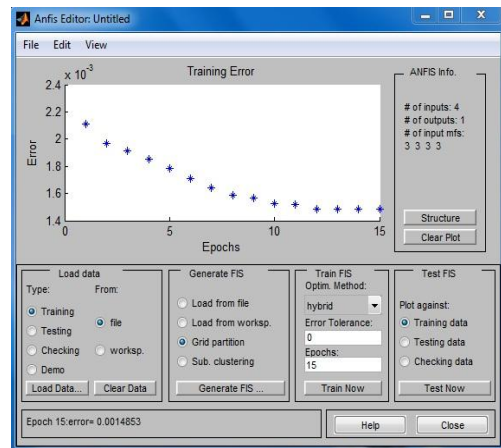 Anfis Editor: Untitled
File Edit View
x 10-3
Training Error
2.4
2.2
2
1.8
1.6
1.4
Error
0 5 10 15
Epochs
ANFIS Info.
# of inputs: 4
# of outputs: 1
# of input mfs:
3 3 3 3
Structure
Clear Plot
Load data
Type: From:
Training
Testing
Checking
Demo
file
worksp.
Load Data...
Clear Data
Generate FIS
Load from file
Load from worksp.
Grid partition
Sub. clustering
Generate FIS ...
Train FIS
Optim. Method:
hybrid
Error Tolerance:
0
Epochs:
15
Train Now
Test FIS
Plot against:
Training data
Testing data
Checking data
Test Now
Epoch 15:error= 0.0014853
Help
Close